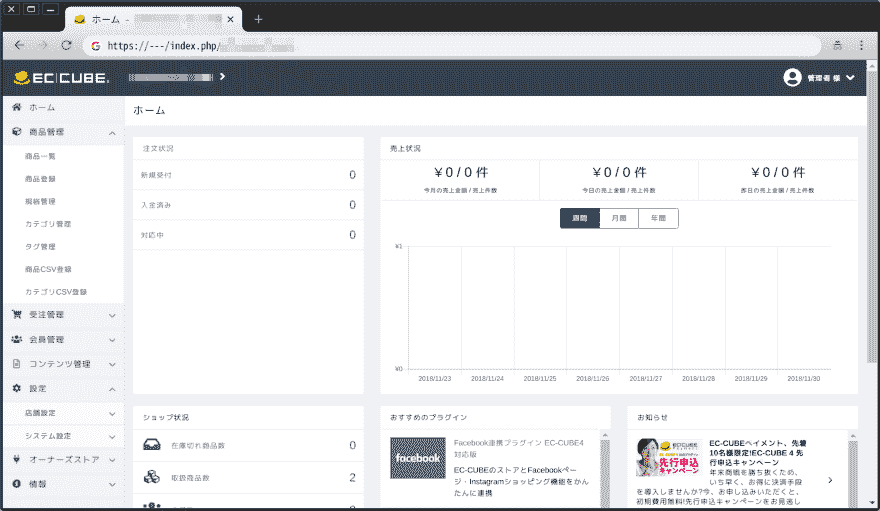 ホーム -
https://---/index.php/
EC CUBE
管理者 様
ホーム
商品管理
商品一覧
商品登録
規格管理
カテゴリ管理
タグ管理
商品CSV登録
カテゴリCSV登録
受注管理
会員管理
コンテンツ管理
設定
店舗設定
システム設定
オーナーズストア
情報
ホーム
注文状況
新規受付 0
入金済み 0
対応中 0
売上状況
￥0 / 0 件
今月の売上金額 / 売上件数
￥0 / 0 件
今日の売上金額 / 売上件数
￥0 / 0 件
昨日の売上金額 / 売上件数
週間 月間 年間
¥1
¥0
2018/11/23 2018/11/24 2018/11/25 2018/11/26 2018/11/27 2018/11/28 2018/11/29 2018/11/30
ショップ状況
在庫切れ商品数 0
取扱商品数 2
おすすめのプラグイン
facebook
Facebook連携プラグイン EC-CUBE4
対応版
EC-CUBEのストアとFacebookペー
ジ・Instagramショッピング機能をかん
たんに連携
お知らせ
先行申込
キャンペーン
EC-CUBEペイメント、先着
10名様限定!EC-CUBE 4 先
行申込キャンペーン
年末商戦を勝ち抜くため、
いち早く、お得に決済手段
を導入しませんか?今、お申し込みいただくと、
初期費用無料!先行申込キャンペーンをお見逃し